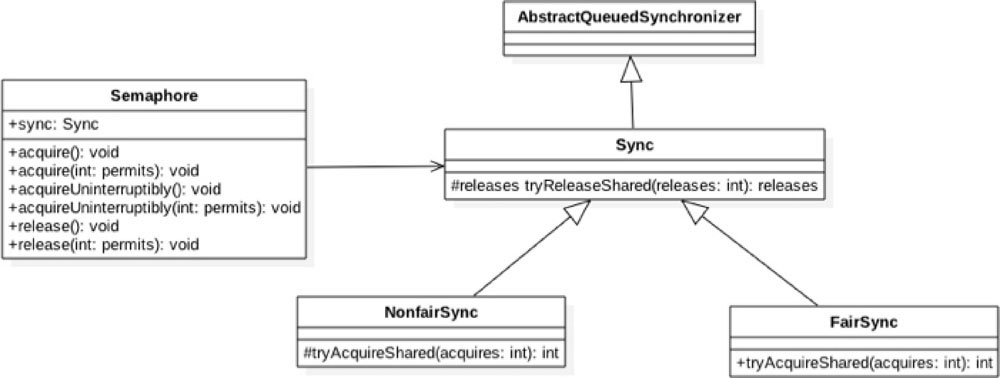 AbstractQueuedSynchronizer
Semaphore
+sync: Sync
+acquire(): void
+acquire(int: permits): void
+acquireUninterruptibly(): void
+acquireUninterruptibly(int: permits): void
+release(): void
+release(int: permits): void
Sync
#releases tryReleaseShared(releases: int): releases
NonfairSync
#tryAcquireShared(acquires: int): int
FairSync
+tryAcquireShared(acquires: int): int